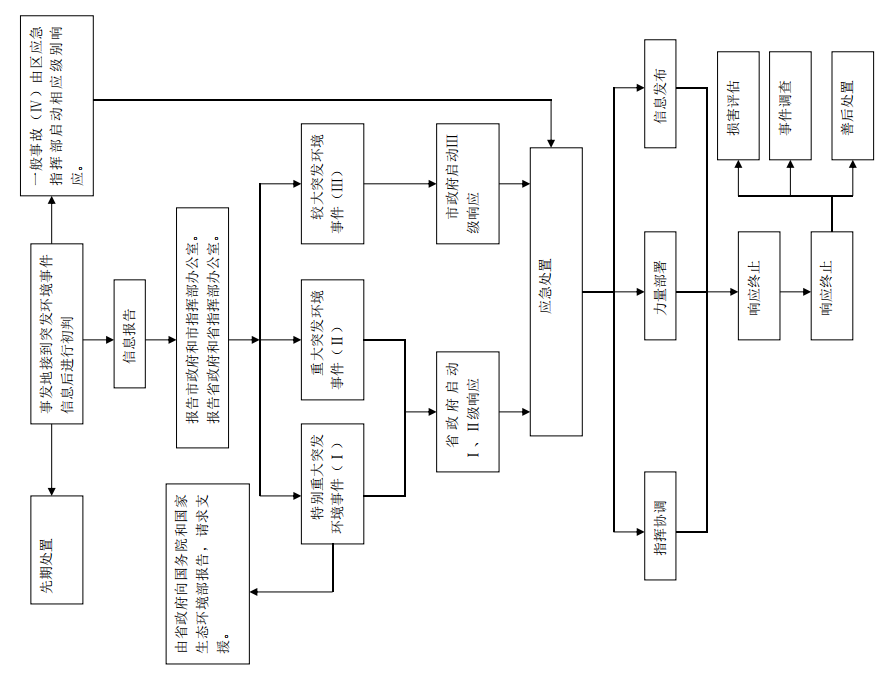 先期处置
事发地接到突发环境事件
信息后进行初判
一般事故（Ⅳ）由区应急
指挥部启动相应级别响
应。
信息报告
报告市政府和市指挥部办公室。
报告省政府和省指挥部办公室。
由省政府向国务院和国家
生态环境部报告，请求支
援。
特别重大突发
环境事件（Ⅰ）
重大突发环境
事件（Ⅱ）
较大突发环境
事件（Ⅲ）
省政府启动
Ⅰ、Ⅱ级响应
市政府启动Ⅲ
级响应
应急处置
指挥协调
力量部署
信息发布
响应终止
响应终止
损害评估
事件调查
善后处置